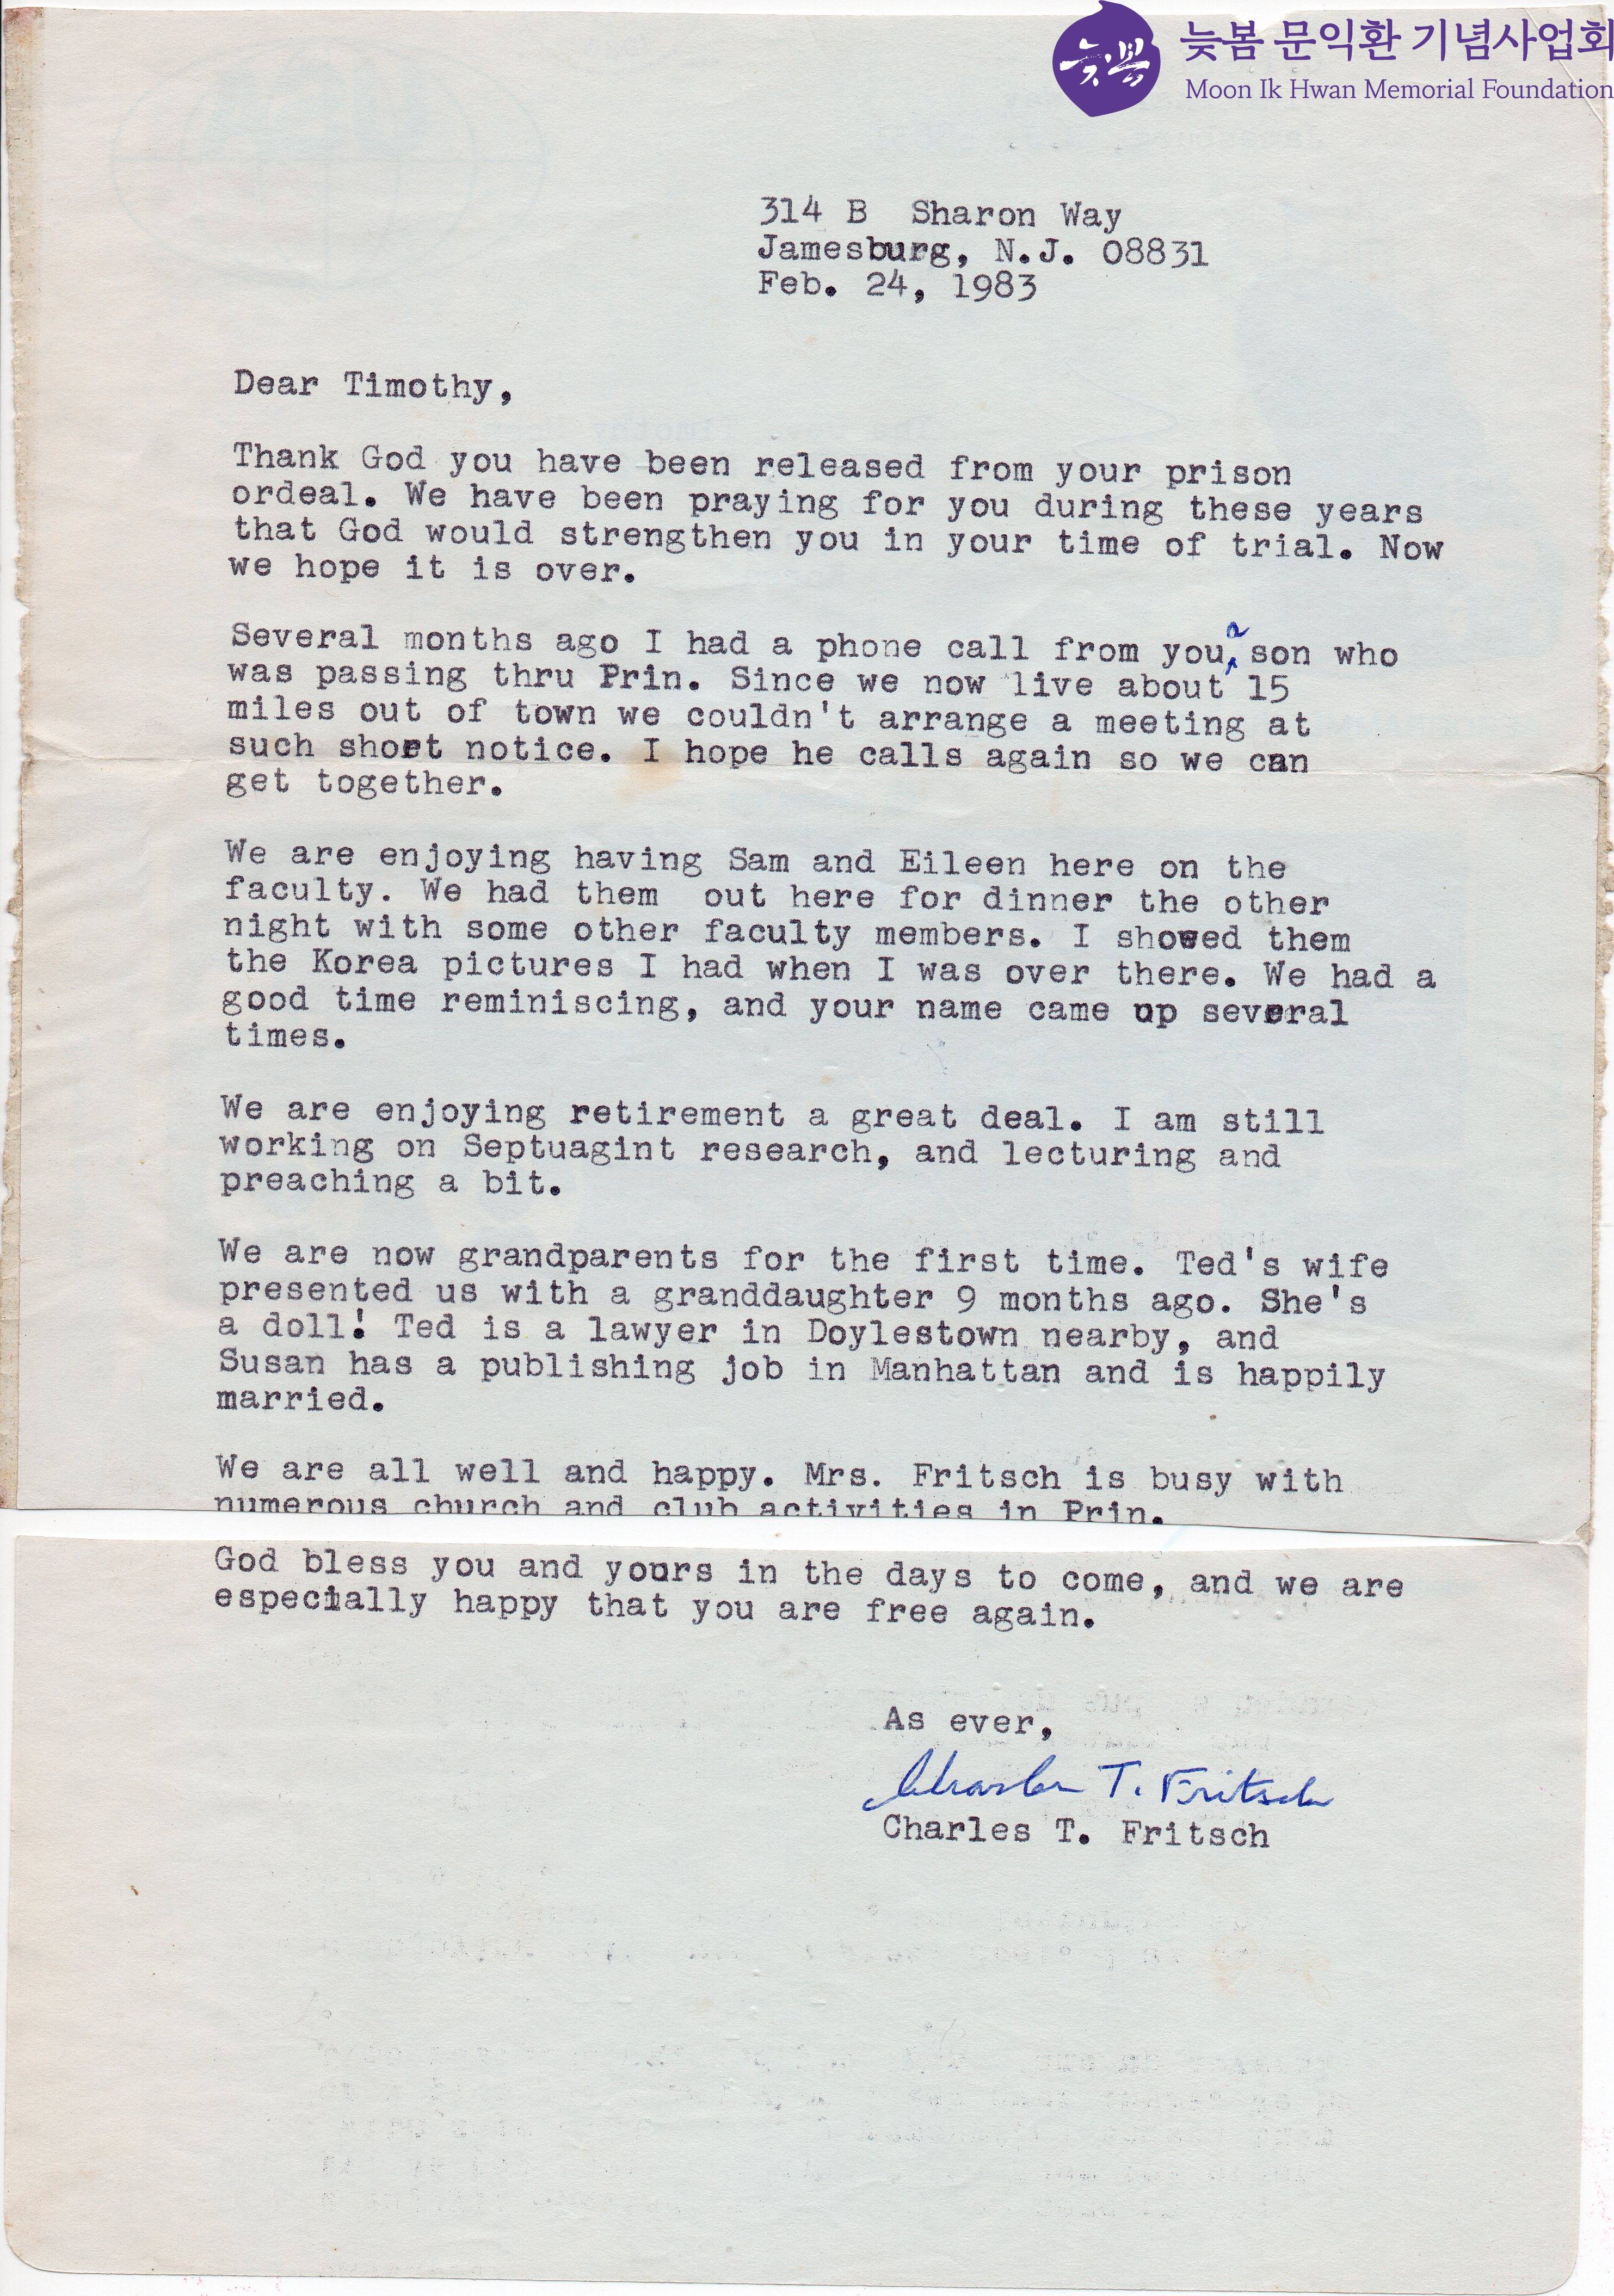 늦봄
늦봄 문익환 기념사업회
Moon Ik Hwan Memorial Foundation
314 B Sharon Way
Jamesburg, N.J. 08831
Feb. 24, 1983
Dear Timothy,
Thank God you have been released from your prison
ordeal. We have been praying for you during these years
that God would strengthen you in your time of trial. Now
we hope it is over.
Several months ago I had a phone call from you, son who
was passing thru Prin. Since we now live about 15
miles out of town we couldn't arrange a meeting at
such short notice. I hope he calls again so we can
get together.
We are enjoying having Sam and Eileen here on the
faculty. We had them out here for dinner the other
night with some other faculty members. I showed them
the Korea pictures I had when I was over there. We had a
good time reminiscing, and your name came up several
times.
We are enjoying retirement a great deal. I am still
working on Septuagint research, and lecturing and
preaching a bit.
We are now grandparents for the first time. Ted's wife
presented us with a granddaughter 9 months ago. She's
a doll! Ted is a lawyer in Doylestown nearby, and
Susan has a publishing job in Manhattan and is happily
married.
We are all well and happy. Mrs. Fritsch is busy with
numerous church and club activities in Prin.
God bless you and yours in the days to come, and we are
especially happy that you are free again.
As ever,
Charles T. Fritsch
Charles T. Fritsch